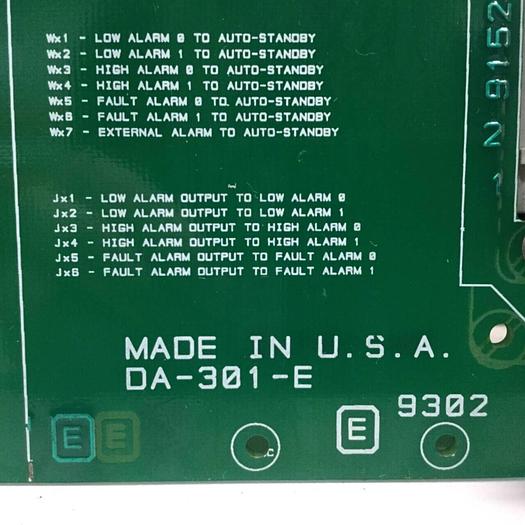 Wx1 - LOW ALARM 0 TO AUTO-STANDBY
Wx2 - LOW ALARM 1 TO AUTO-STANDBY
Wx3 - HIGH ALARM 0 TO AUTO-STANDBY
Wx4 - HIGH ALARM 1 TO AUTO-STANDBY
Wx5 - FAULT ALARM 0 TO AUTO-STANDBY
Wx6 - FAULT ALARM 1 TO AUTO-STANDBY
Wx7 - EXTERNAL ALARM TO AUTO-STANDBY
Jx1 - LOW ALARM OUTPUT TO LOW ALARM 0
Jx2 - LOW ALARM OUTPUT TO LOW ALARM 1
Jx3 - HIGH ALARM OUTPUT TO HIGH ALARM 0
Jx4 - HIGH ALARM OUTPUT TO HIGH ALARM 1
Jx5 - FAULT ALARM OUTPUT TO FAULT ALARM 0
Jx6 - FAULT ALARM OUTPUT TO FAULT ALARM 1
MADE IN U.S.A.
DA-301-E
9302
E E E